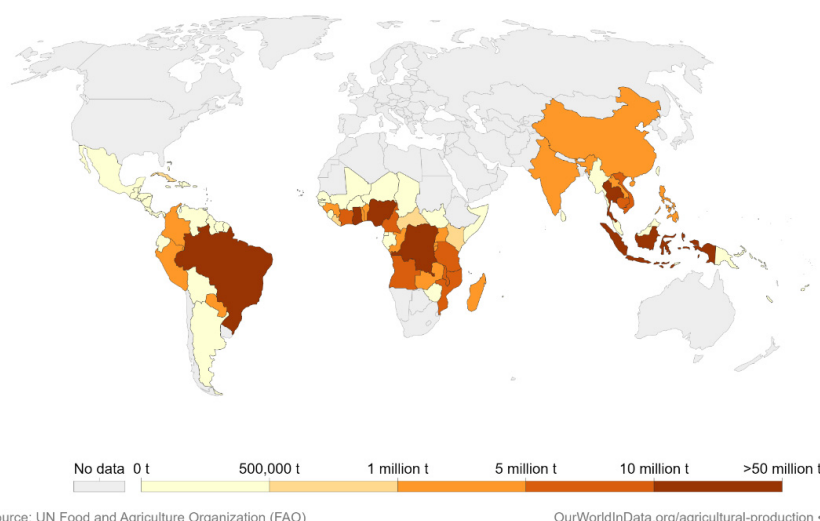 No data 0 t 500,000 t 1 million t 5 million t 10 million t >50 million t
ource: UN Food and Agriculture Organization (FAO) OurWorldInData.org/agricultural-production •